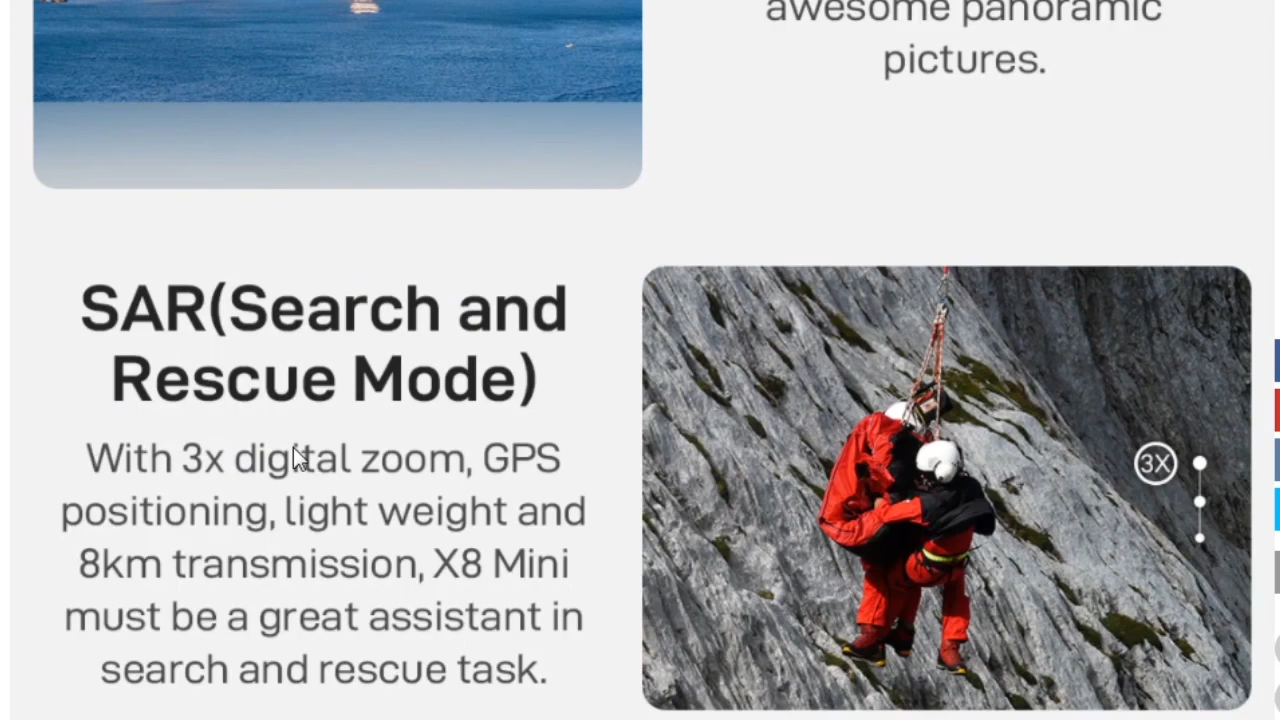 awesome panoramic
pictures.
SAR(Search and
Rescue Mode)
With 3x digital zoom, GPS
positioning, light weight and
8km transmission, X8 Mini
must be a great assistant in
search and rescue task.
3X